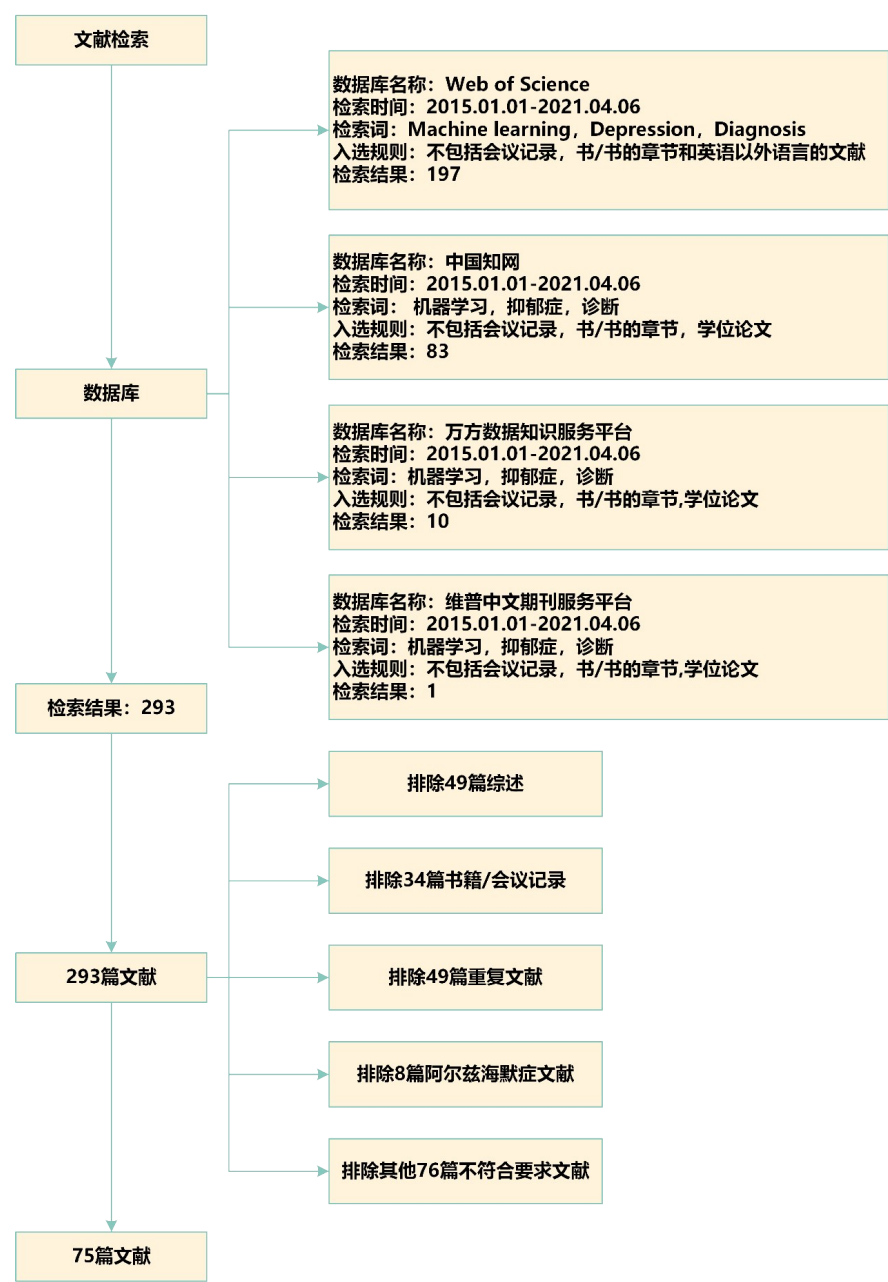 文献检索
数据库名称：Web of Science
检索时间：2015.01.01-2021.04.06
检索词：Machine learning，Depression，Diagnosis
入选规则：不包括会议记录，书/书的章节和英语以外语言的文献
检索结果：197
数据库名称：中国知网
检索时间：2015.01.01-2021.04.06
检索词： 机器学习，抑郁症，诊断
入选规则：不包括会议记录，书/书的章节，学位论文
检索结果：83
数据库
数据库名称：万方数据知识服务平台
检索时间：2015.01.01-2021.04.06
检索词：机器学习，抑郁症，诊断
入选规则：不包括会议记录，书/书的章节,学位论文
检索结果：10
数据库名称：维普中文期刊服务平台
检索时间：2015.01.01-2021.04.06
检索词：机器学习，抑郁症，诊断
入选规则：不包括会议记录，书/书的章节,学位论文
检索结果：1
检索结果：293
排除49篇综述
排除34篇书籍/会议记录
293篇文献
排除49篇重复文献
排除8篇阿尔兹海默症文献
排除其他76篇不符合要求文献
75篇文献